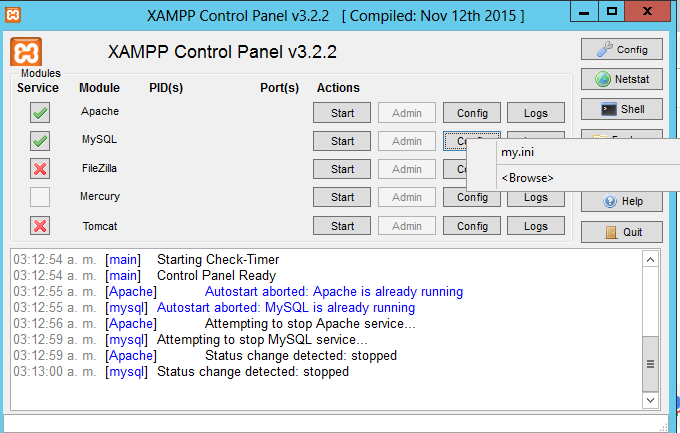 XAMPP Control Panel v3.2.2 [ Compiled: Nov 12th 2015 ]
XAMPP Control Panel v3.2.2
Config
Modules
Service Module PID(s) Port(s) Actions
Netstat
Apache Start Admin Config Logs
Shell
MySQL Start Admin
my.ini
FileZilla Start Admin
<Browse>
Mercury Start Admin Config Logs
Help
Tomcat Start Admin Config Logs
Quit
03:12:54 a. m. [main] Starting Check-Timer
03:12:54 a. m. [main] Control Panel Ready
03:12:55 a. m. [Apache] Autostart aborted: Apache is already running
03:12:55 a. m. [mysql] Autostart aborted: MySQL is already running
03:12:56 a. m. [Apache] Attempting to stop Apache service...
03:12:59 a. m. [mysql] Attempting to stop MySQL service...
03:12:59 a. m. [Apache] Status change detected: stopped
03:13:00 a. m. [mysql] Status change detected: stopped